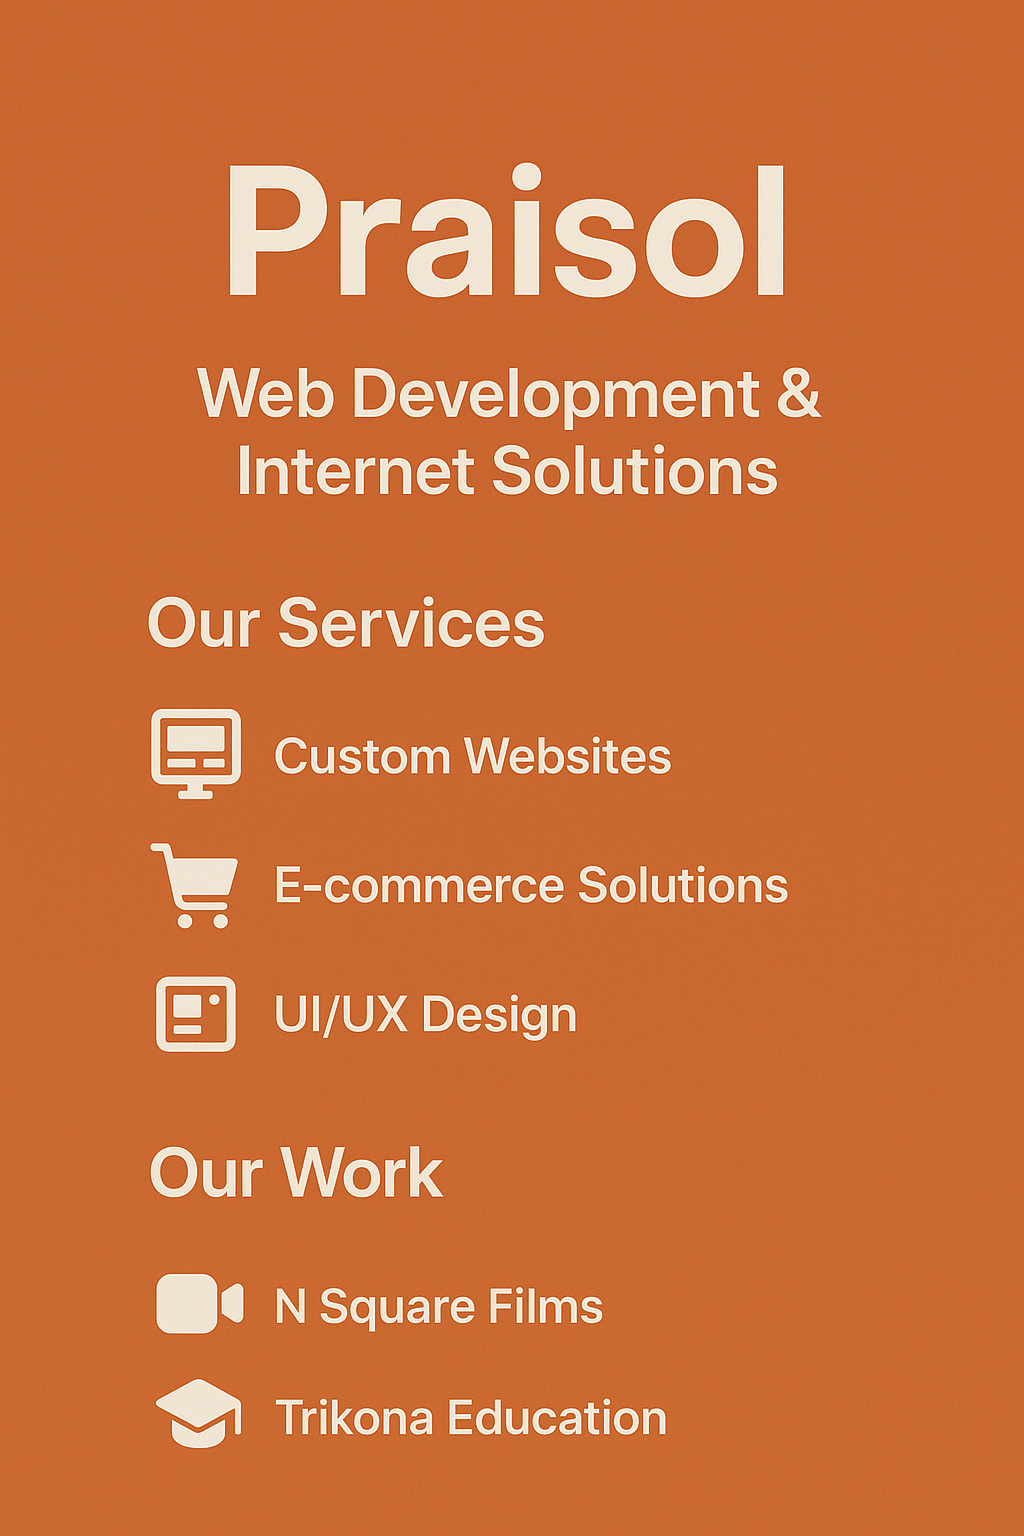 Praisol
Web Development &
Internet Solutions
Our Services
Custom Websites
E-commerce Solutions
UI/UX Design
Our Work
N Square Films
Trikona Education